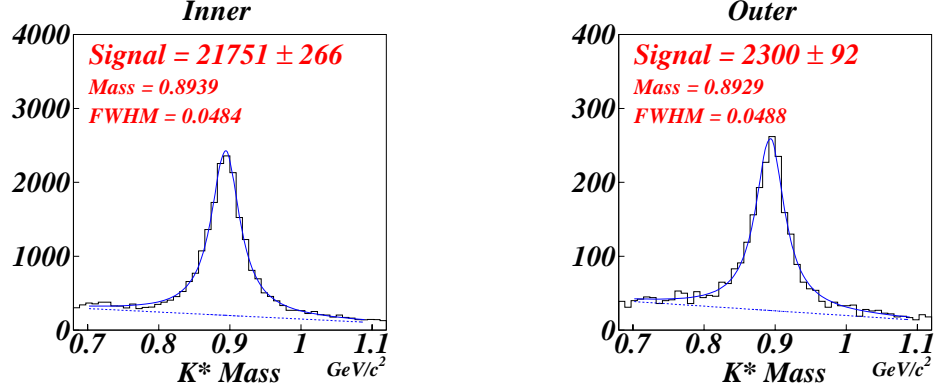 Inner
4000
3000
2000
1000
0
Signal = 21751 ± 266
Mass = 0.8939
FWHM = 0.0484
0.7 0.8 0.9 1 1.1
K* Mass GeV/c²
Outer
400
300
200
100
0
Signal = 2300 ± 92
Mass = 0.8929
FWHM = 0.0488
0.7 0.8 0.9 1 1.1
K* Mass GeV/c²